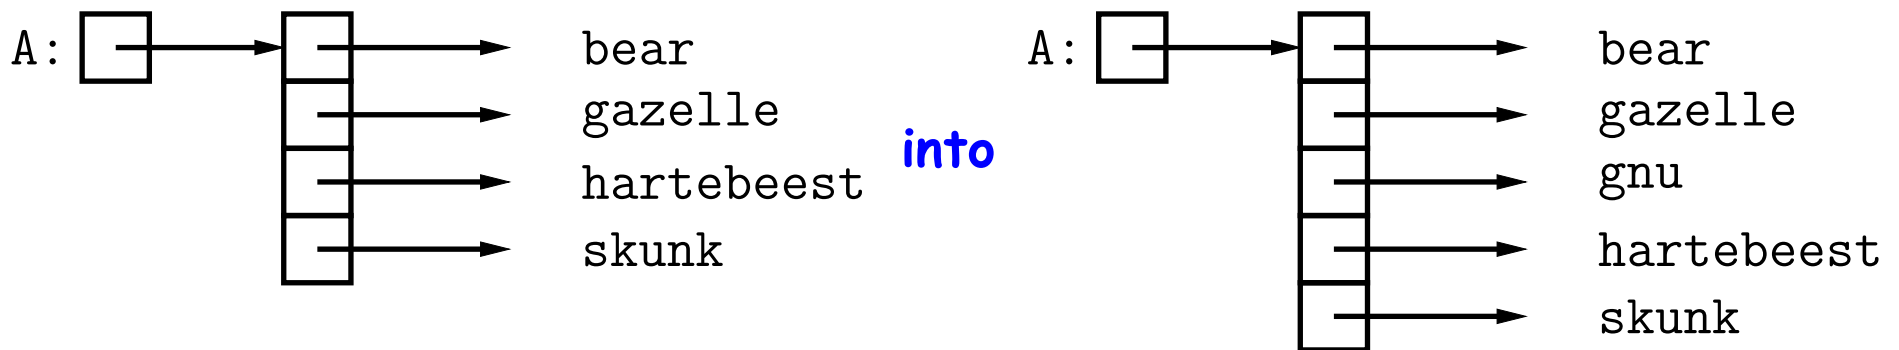 A: bear
gazelle
hartebeest
skunk
into
A: bear
gazelle
gnu
hartebeest
skunk